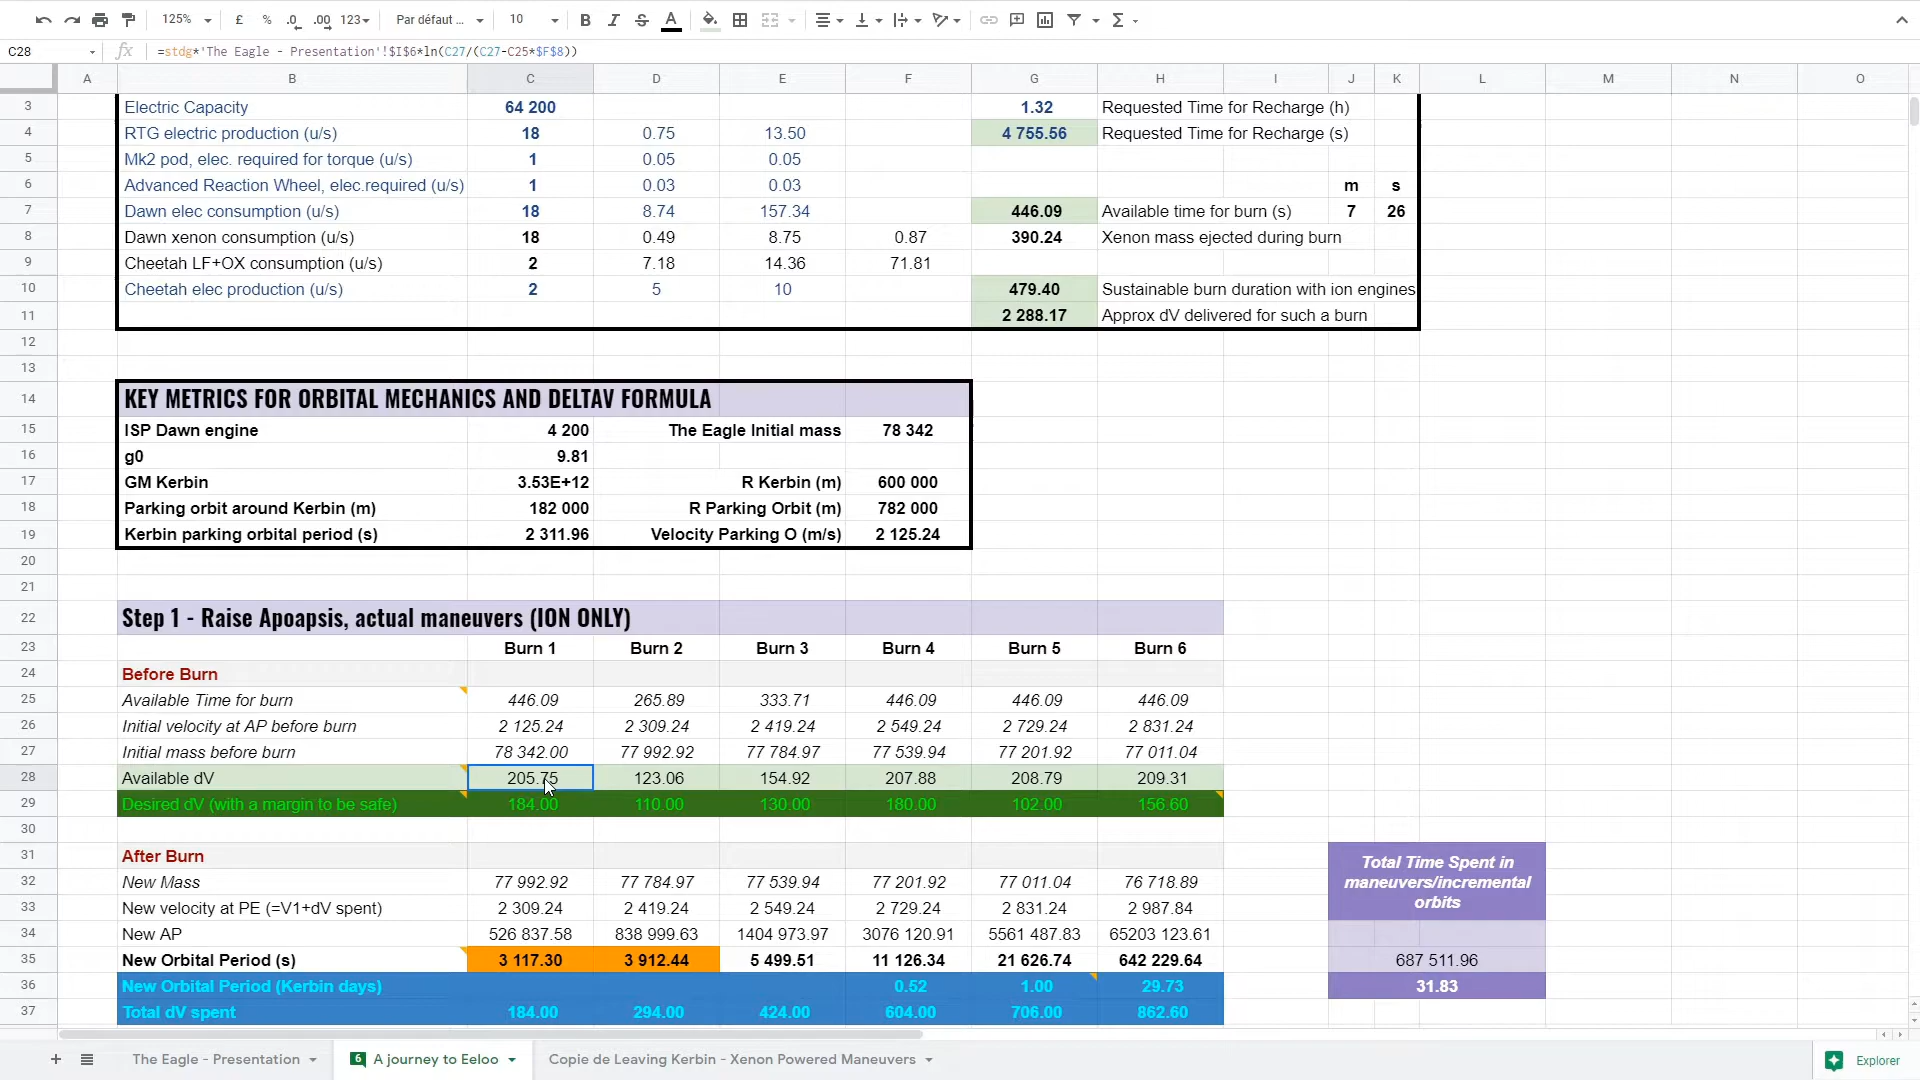 125% £ % .0 .00 123 Par défaut ... 10 B I S A Σ
C28 fx =stdg*'The Eagle - Presentation'!$I$6*ln(C27/(C27-C25*$F$8))
A B C D E F G H I J K L M N O
3 Electric Capacity 64 200 1.32 Requested Time for Recharge (h)
4 RTG electric production (u/s) 18 0.75 13.50 4 755.56 Requested Time for Recharge (s)
5 Mk2 pod, elec. required for torque (u/s) 1 0.05 0.05
6 Advanced Reaction Wheel, elec.required (u/s) 1 0.03 0.03 m s
7 Dawn elec consumption (u/s) 18 8.74 157.34 446.09 Available time for burn (s) 7 26
8 Dawn xenon consumption (u/s) 18 0.49 8.75 0.87 390.24 Xenon mass ejected during burn
9 Cheetah LF+OX consumption (u/s) 2 7.18 14.36 71.81
10 Cheetah elec production (u/s) 2 5 10 479.40 Sustainable burn duration with ion engines
11 2 288.17 Approx dV delivered for such a burn
12
13
14 KEY METRICS FOR ORBITAL MECHANICS AND DELTAV FORMULA
15 ISP Dawn engine 4 200 The Eagle Initial mass 78 342
16 g0 9.81
17 GM Kerbin 3.53E+12 R Kerbin (m) 600 000
18 Parking orbit around Kerbin (m) 182 000 R Parking Orbit (m) 782 000
19 Kerbin parking orbital period (s) 2 311.96 Velocity Parking O (m/s) 2 125.24
20
21
22 Step 1 - Raise Apoapsis, actual maneuvers (ION ONLY)
23 Burn 1 Burn 2 Burn 3 Burn 4 Burn 5 Burn 6
24 Before Burn
25 Available Time for burn 446.09 265.89 333.71 446.09 446.09 446.09
26 Initial velocity at AP before burn 2 125.24 2 309.24 2 419.24 2 549.24 2 729.24 2 831.24
27 Initial mass before burn 78 342.00 77 992.92 77 784.97 77 539.94 77 201.92 77 011.04
28 Available dV 205.75 123.06 154.92 207.88 208.79 209.31
29 Desired dV (with a margin to be safe) 184.00 110.00 130.00 180.00 102.00 156.60
30
31 After Burn
Total Time Spent in
maneuvers/incremental
orbits
32 New Mass 77 992.92 77 784.97 77 539.94 77 201.92 77 011.04 76 718.89
33 New velocity at PE (=V1+dV spent) 2 309.24 2 419.24 2 549.24 2 729.24 2 831.24 2 987.84
34 New AP 526 837.58 838 999.63 1404 973.97 3076 120.91 5561 487.83 65203 123.61
35 New Orbital Period (s) 3 117.30 3 912.44 5 499.51 11 126.34 21 626.74 642 229.64 687 511.96
36 New Orbital Period (Kerbin days) 0.52 1.00 29.73 31.83
37 Total dV spent 184.00 294.00 424.00 604.00 706.00 862.60
+ The Eagle - Presentation 6 A journey to Eeloo Copie de Leaving Kerbin - Xenon Powered Maneuvers Explorer